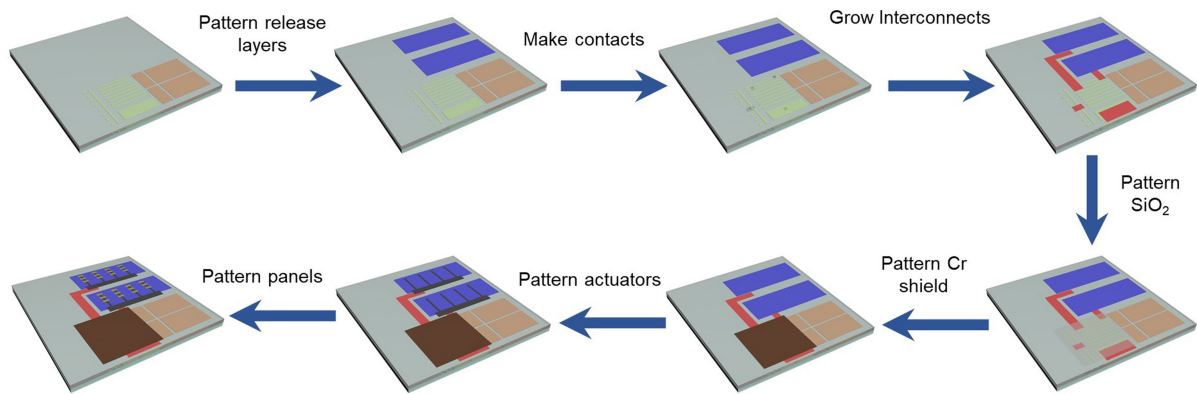 Pattern release
layers
Make contacts
Grow Interconnects
Pattern
SiO₂
Pattern Cr
shield
Pattern actuators
Pattern panels